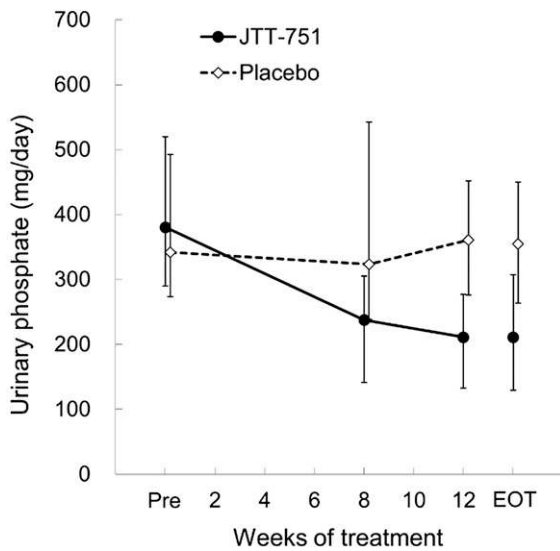 700
600
500
400
300
200
100
0
Urinary phosphate (mg/day)
JTT-751
Placebo
Pre 2 4 6 8 10 12 EOT
Weeks of treatment